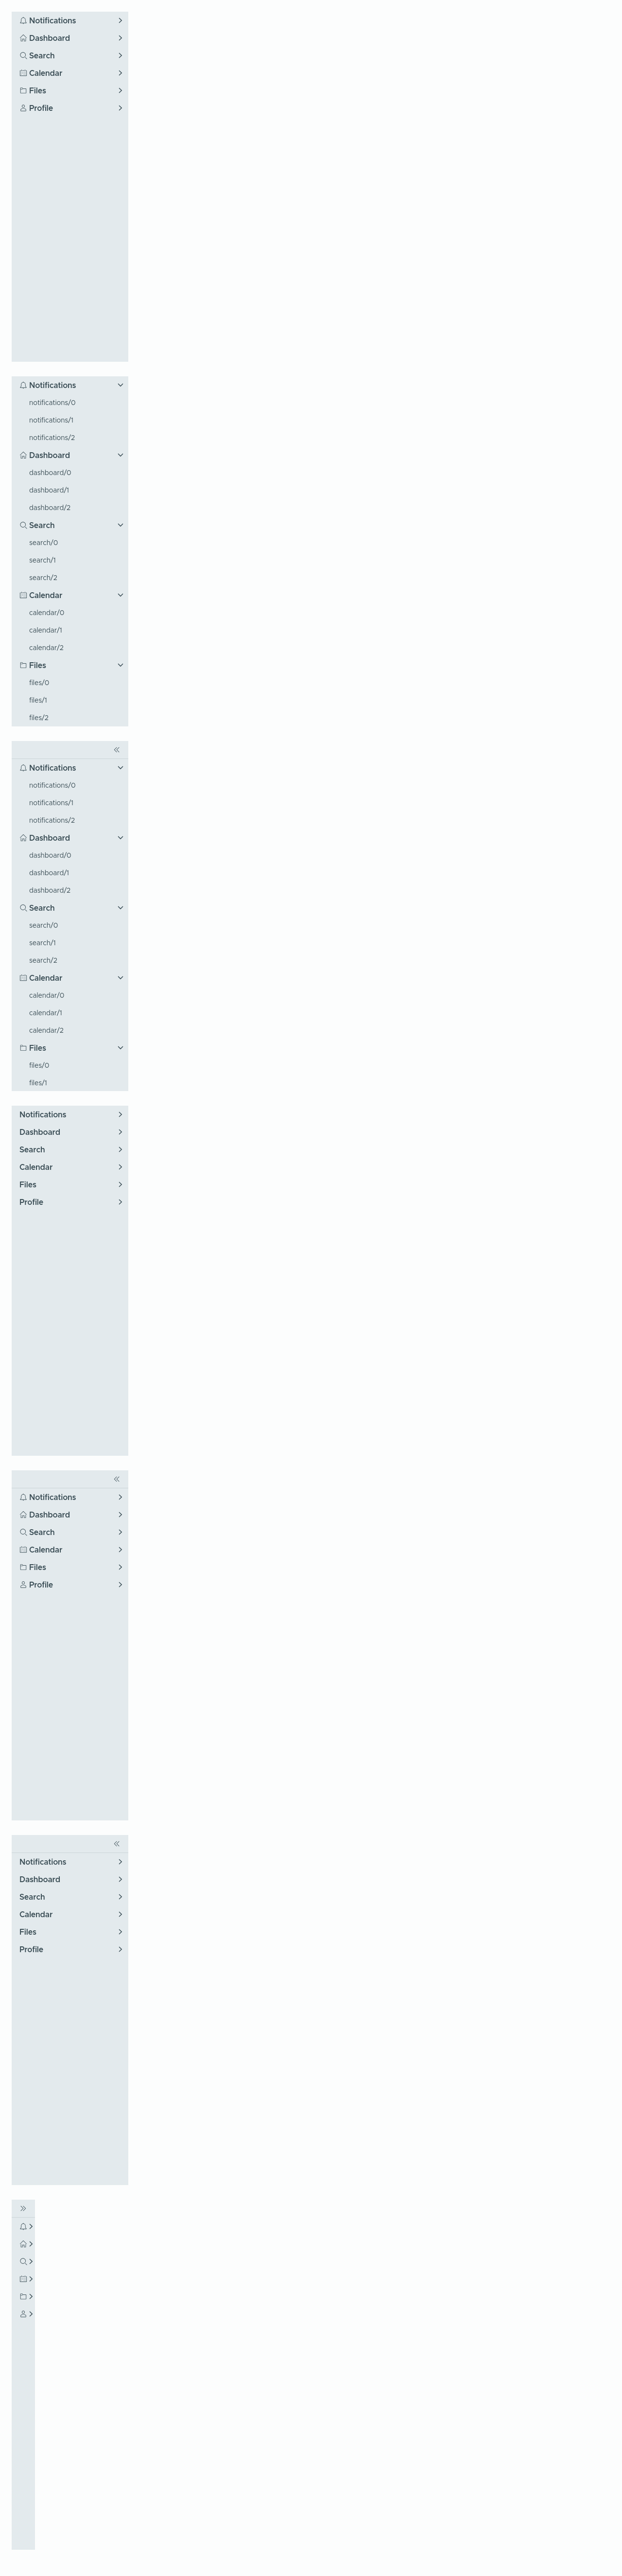 Notifications
Dashboard
Search
Calendar
Files
Profile
Notifications
notifications/0
notifications/1
notifications/2
Dashboard
dashboard/0
dashboard/1
dashboard/2
Search
search/0
search/1
search/2
Calendar
calendar/0
calendar/1
calendar/2
Files
files/0
files/1
files/2
Notifications
notifications/0
notifications/1
notifications/2
Dashboard
dashboard/0
dashboard/1
dashboard/2
Search
search/0
search/1
search/2
Calendar
calendar/0
calendar/1
calendar/2
Files
files/0
files/1
Notifications
Dashboard
Search
Calendar
Files
Profile
Notifications
Dashboard
Search
Calendar
Files
Profile
Notifications
Dashboard
Search
Calendar
Files
Profile